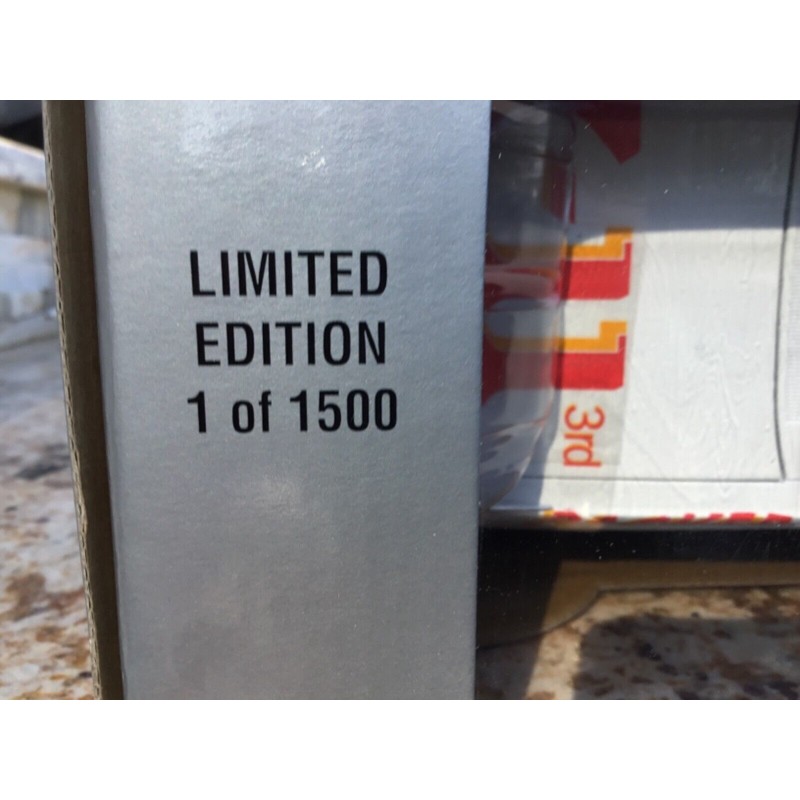 LIMITED
EDITION
1 of 1500
3rd